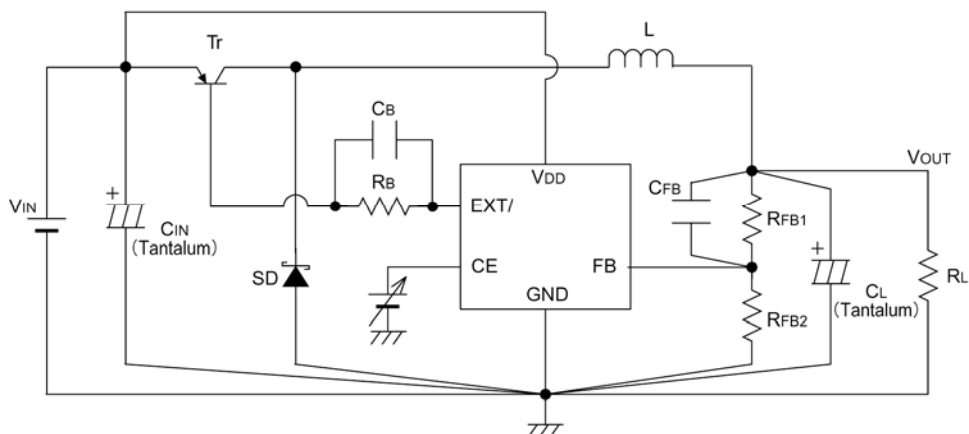 L
Tr
CB
VDD
VOUT
CFB
RB
EXT/
+
VIN
CIN
(Tantalum)
RFB1
+
SD
CE
FB
CL
(Tantalum)
RL
GND
RFB2